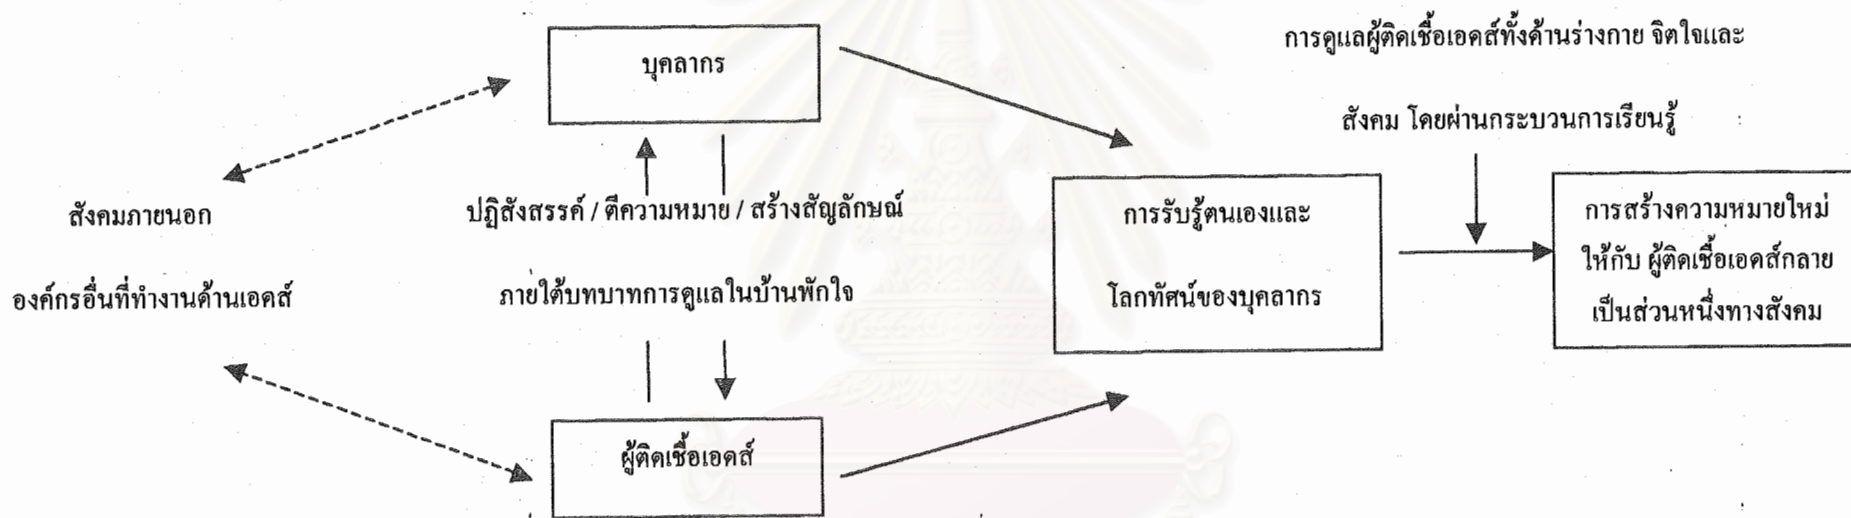 บุคลากร
การดูแลผู้ติดเชื้อเอดส์ทั้งด้านร่างกาย จิตใจและ
สังคม โดยผ่านกระบวนการเรียนรู้
สังคมภายนอก
องค์กรอื่นที่ทำงานด้านเอดส์
ปฏิสังสรรค์ / ตีความหมาย / สร้างสัญลักษณ์
ภายใต้บทบาทการดูแลในบ้านพักใจ
การรับรู้ตนเองและ
โลกทัศน์ของบุคลากร
การสร้างความหมายใหม่
ให้กับ ผู้ติดเชื้อเอดส์กลาย
เป็นส่วนหนึ่งทางสังคม
ผู้ติดเชื้อเอดส์